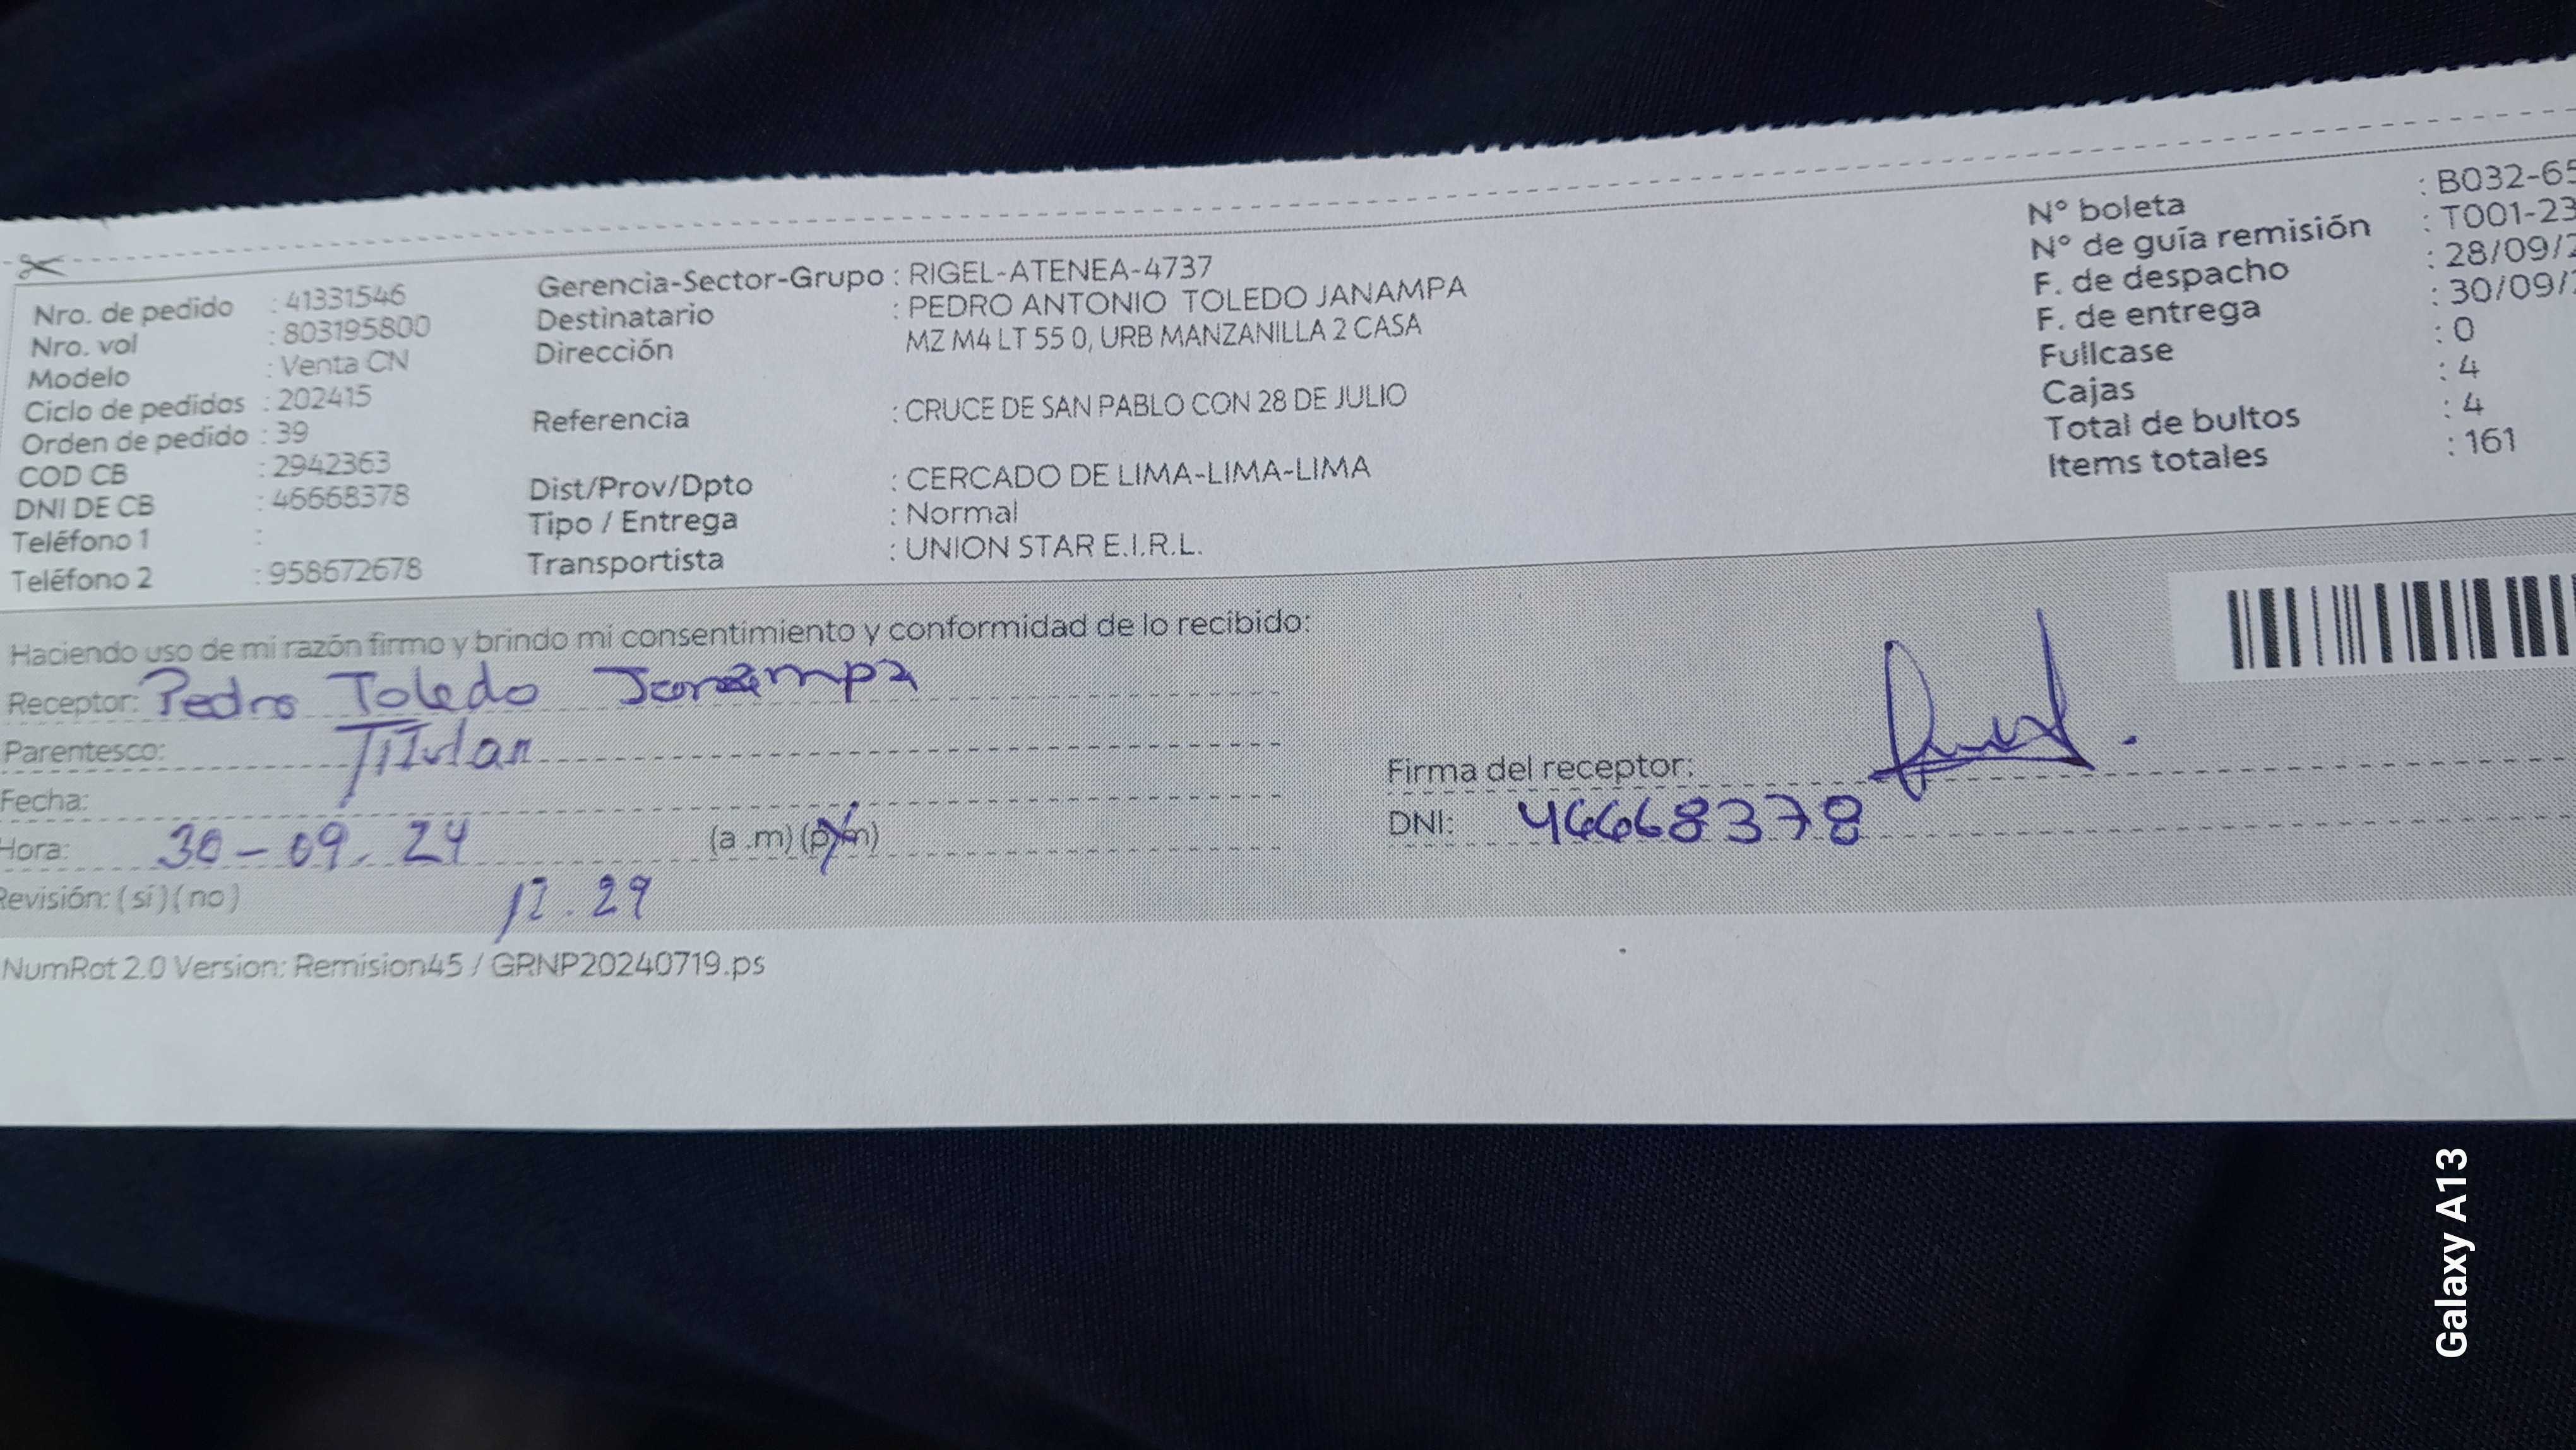 Nro. de pedido : 41331546
Nro. vol : 803195800
Modelo : Venta CN
Ciclo de pedidos : 202415
Orden de pedido : 39
COD CB : 2942363
DNI DE CB : 46668378
Teléfono 1 :
Teléfono 2 : 958672678
Gerencia-Sector-Grupo : RIGEL-ATENEA-4737
Destinatario : PEDRO ANTONIO TOLEDO JANAMPA
Dirección MZ M4 LT 55 0, URB MANZANILLA 2 CASA
Referencia : CRUCE DE SAN PABLO CON 28 DE JULIO
Dist/Prov/Dpto : CERCADO DE LIMA-LIMA-LIMA
Tipo / Entrega : Normal
Transportista : UNION STAR E.I.R.L.
N° boleta : B032-65
N° de guía remisión : T001-23
F. de despacho : 28/09/2
F. de entrega : 30/09/
Fullcase : 0
Cajas : 4
Total de bultos : 4
Items totales : 161
Haciendo uso de mi razón firmo y brindo mi consentimiento y conformidad de lo recibido:
Receptor: Pedro Toledo Janampa
Parentesco: Titular
Fecha:
Hora: 30-09.24 (a .m) (p.m)
Revisión: (si) (no) 12.29
Firma del receptor:
DNI: 46668378
NumRot 2.0 Version: Remision45 / GRNP20240719.ps
Galaxy A13